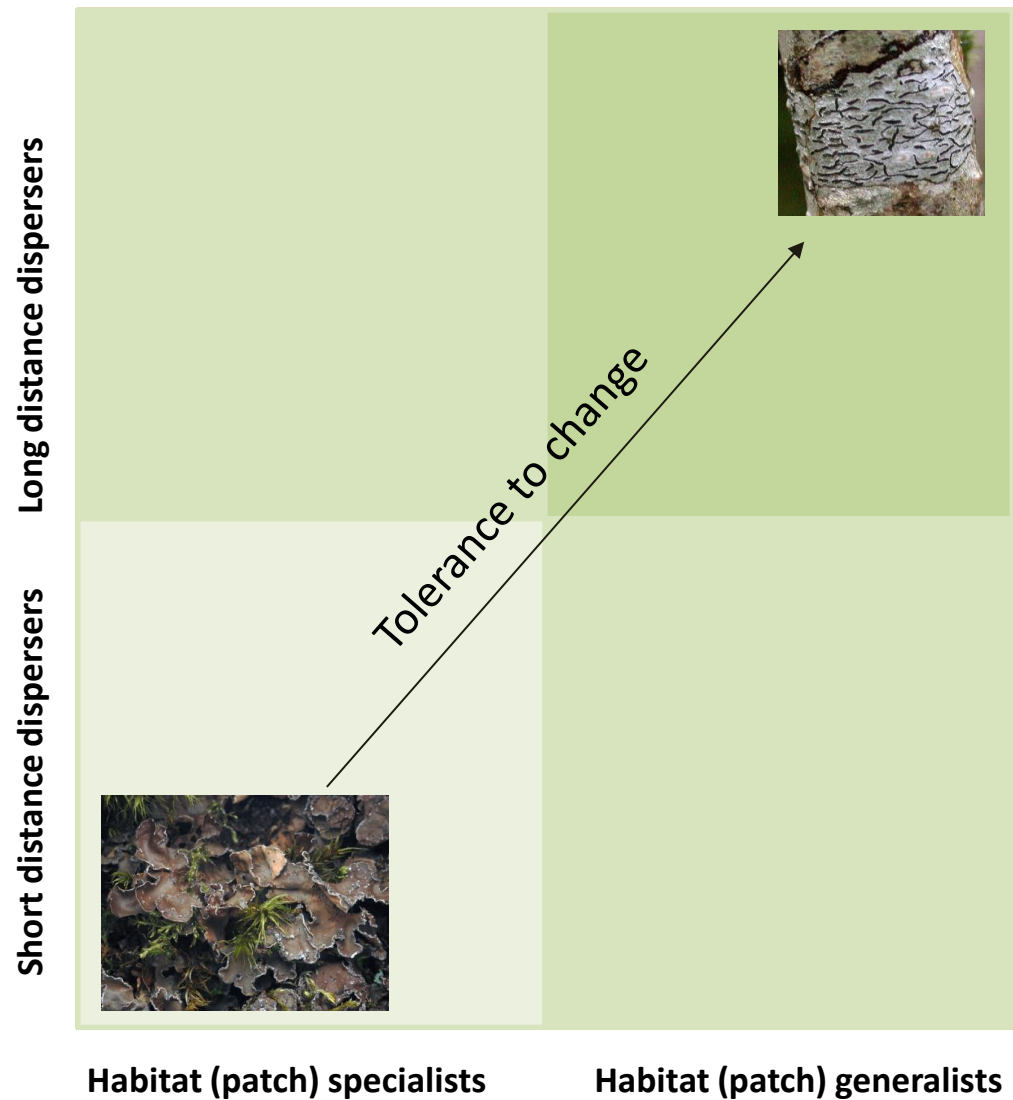 Long distance dispersers
Short distance dispersers
Tolerance to change
Habitat (patch) specialists
Habitat (patch) generalists